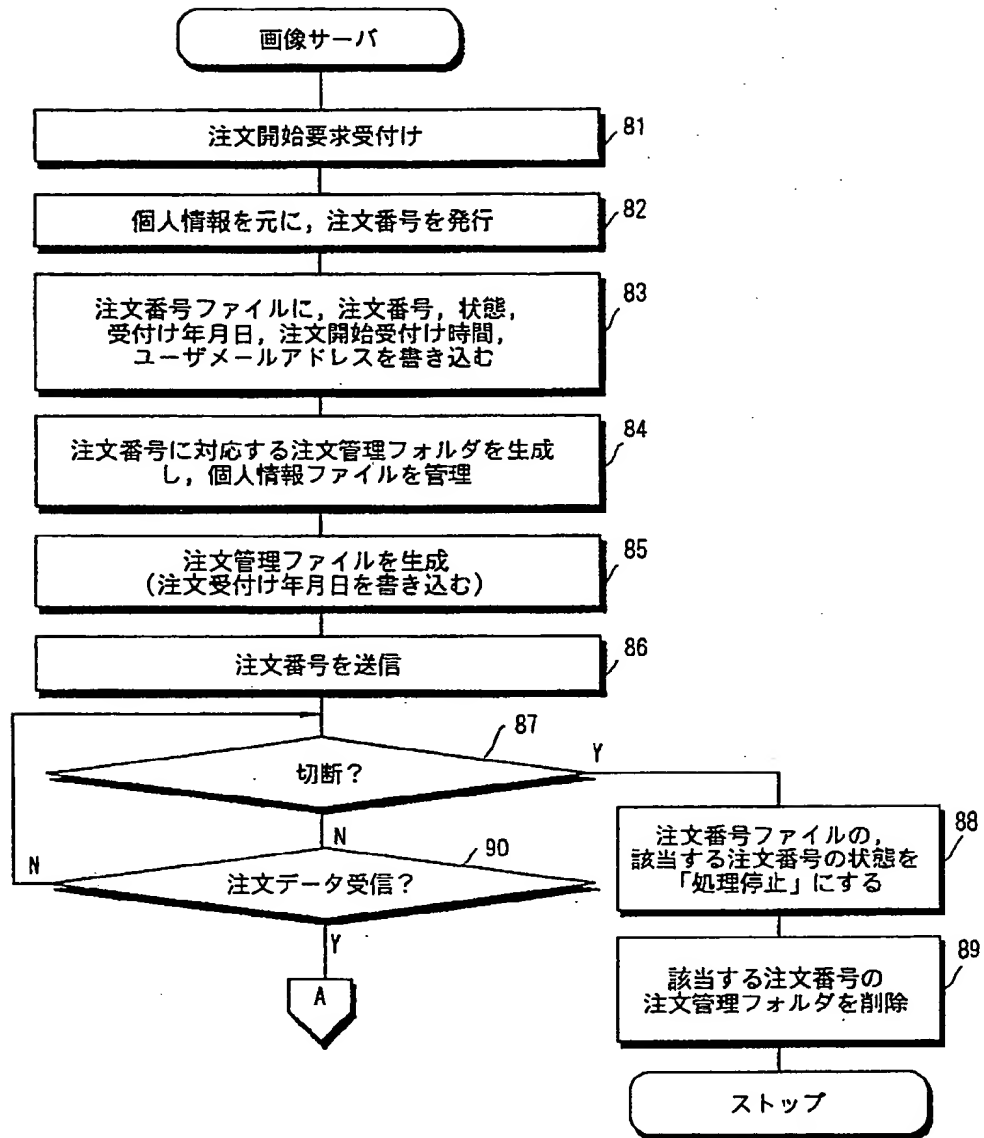 画像サーバ
注文開始要求受付け
81
個人情報を元に，注文番号を発行
82
注文番号ファイルに，注文番号，状態，
受付け年月日，注文開始受付け時間，
ユーザメールアドレスを書き込む
83
注文番号に対応する注文管理フォルダを生成
し，個人情報ファイルを管理
84
注文管理ファイルを生成
（注文受付け年月日を書き込む）
85
注文番号を送信
86
切断？
87
Y
N
注文データ受信？
90
N
Y
A
注文番号ファイルの，
該当する注文番号の状態を
「処理停止」にする
88
該当する注文番号の
注文管理フォルダを削除
89
ストップ